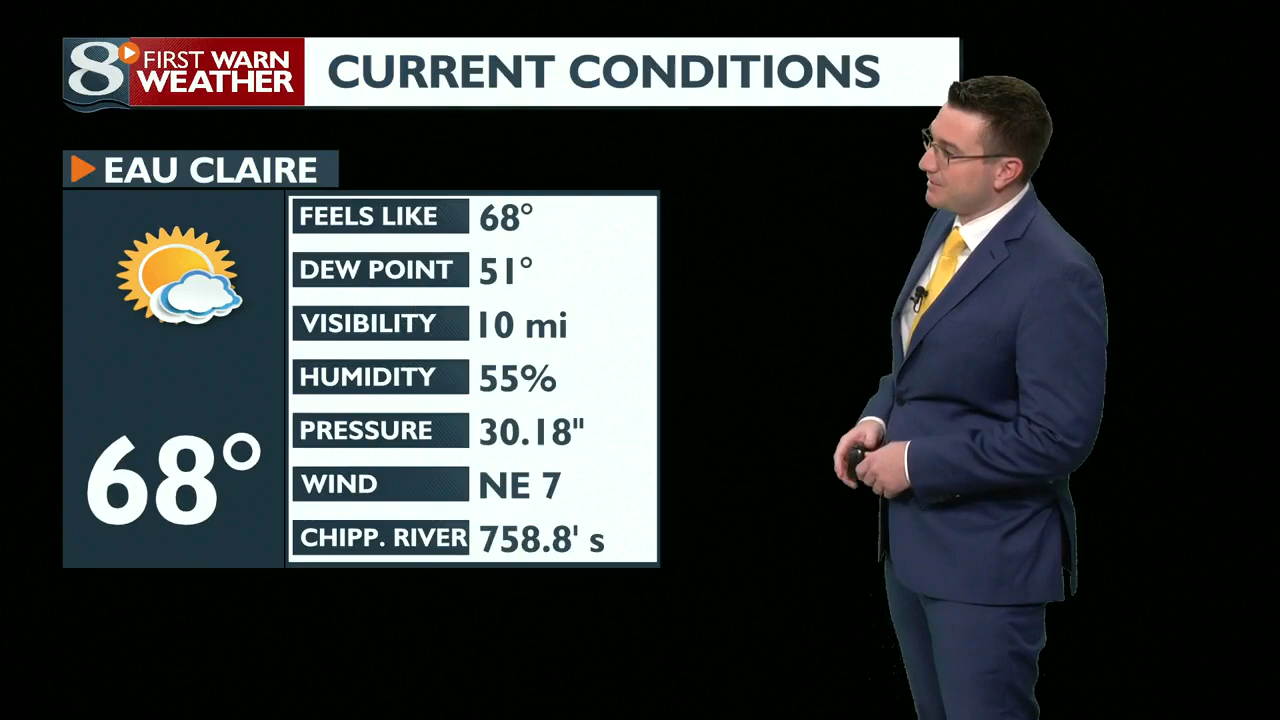 8 FIRST WARN
WEATHER
CURRENT CONDITIONS
EAU CLAIRE
68°
FEELS LIKE 68°
DEW POINT 51°
VISIBILITY 10 mi
HUMIDITY 55%
PRESSURE 30.18"
WIND NE 7
CHIPP. RIVER 758.8' s